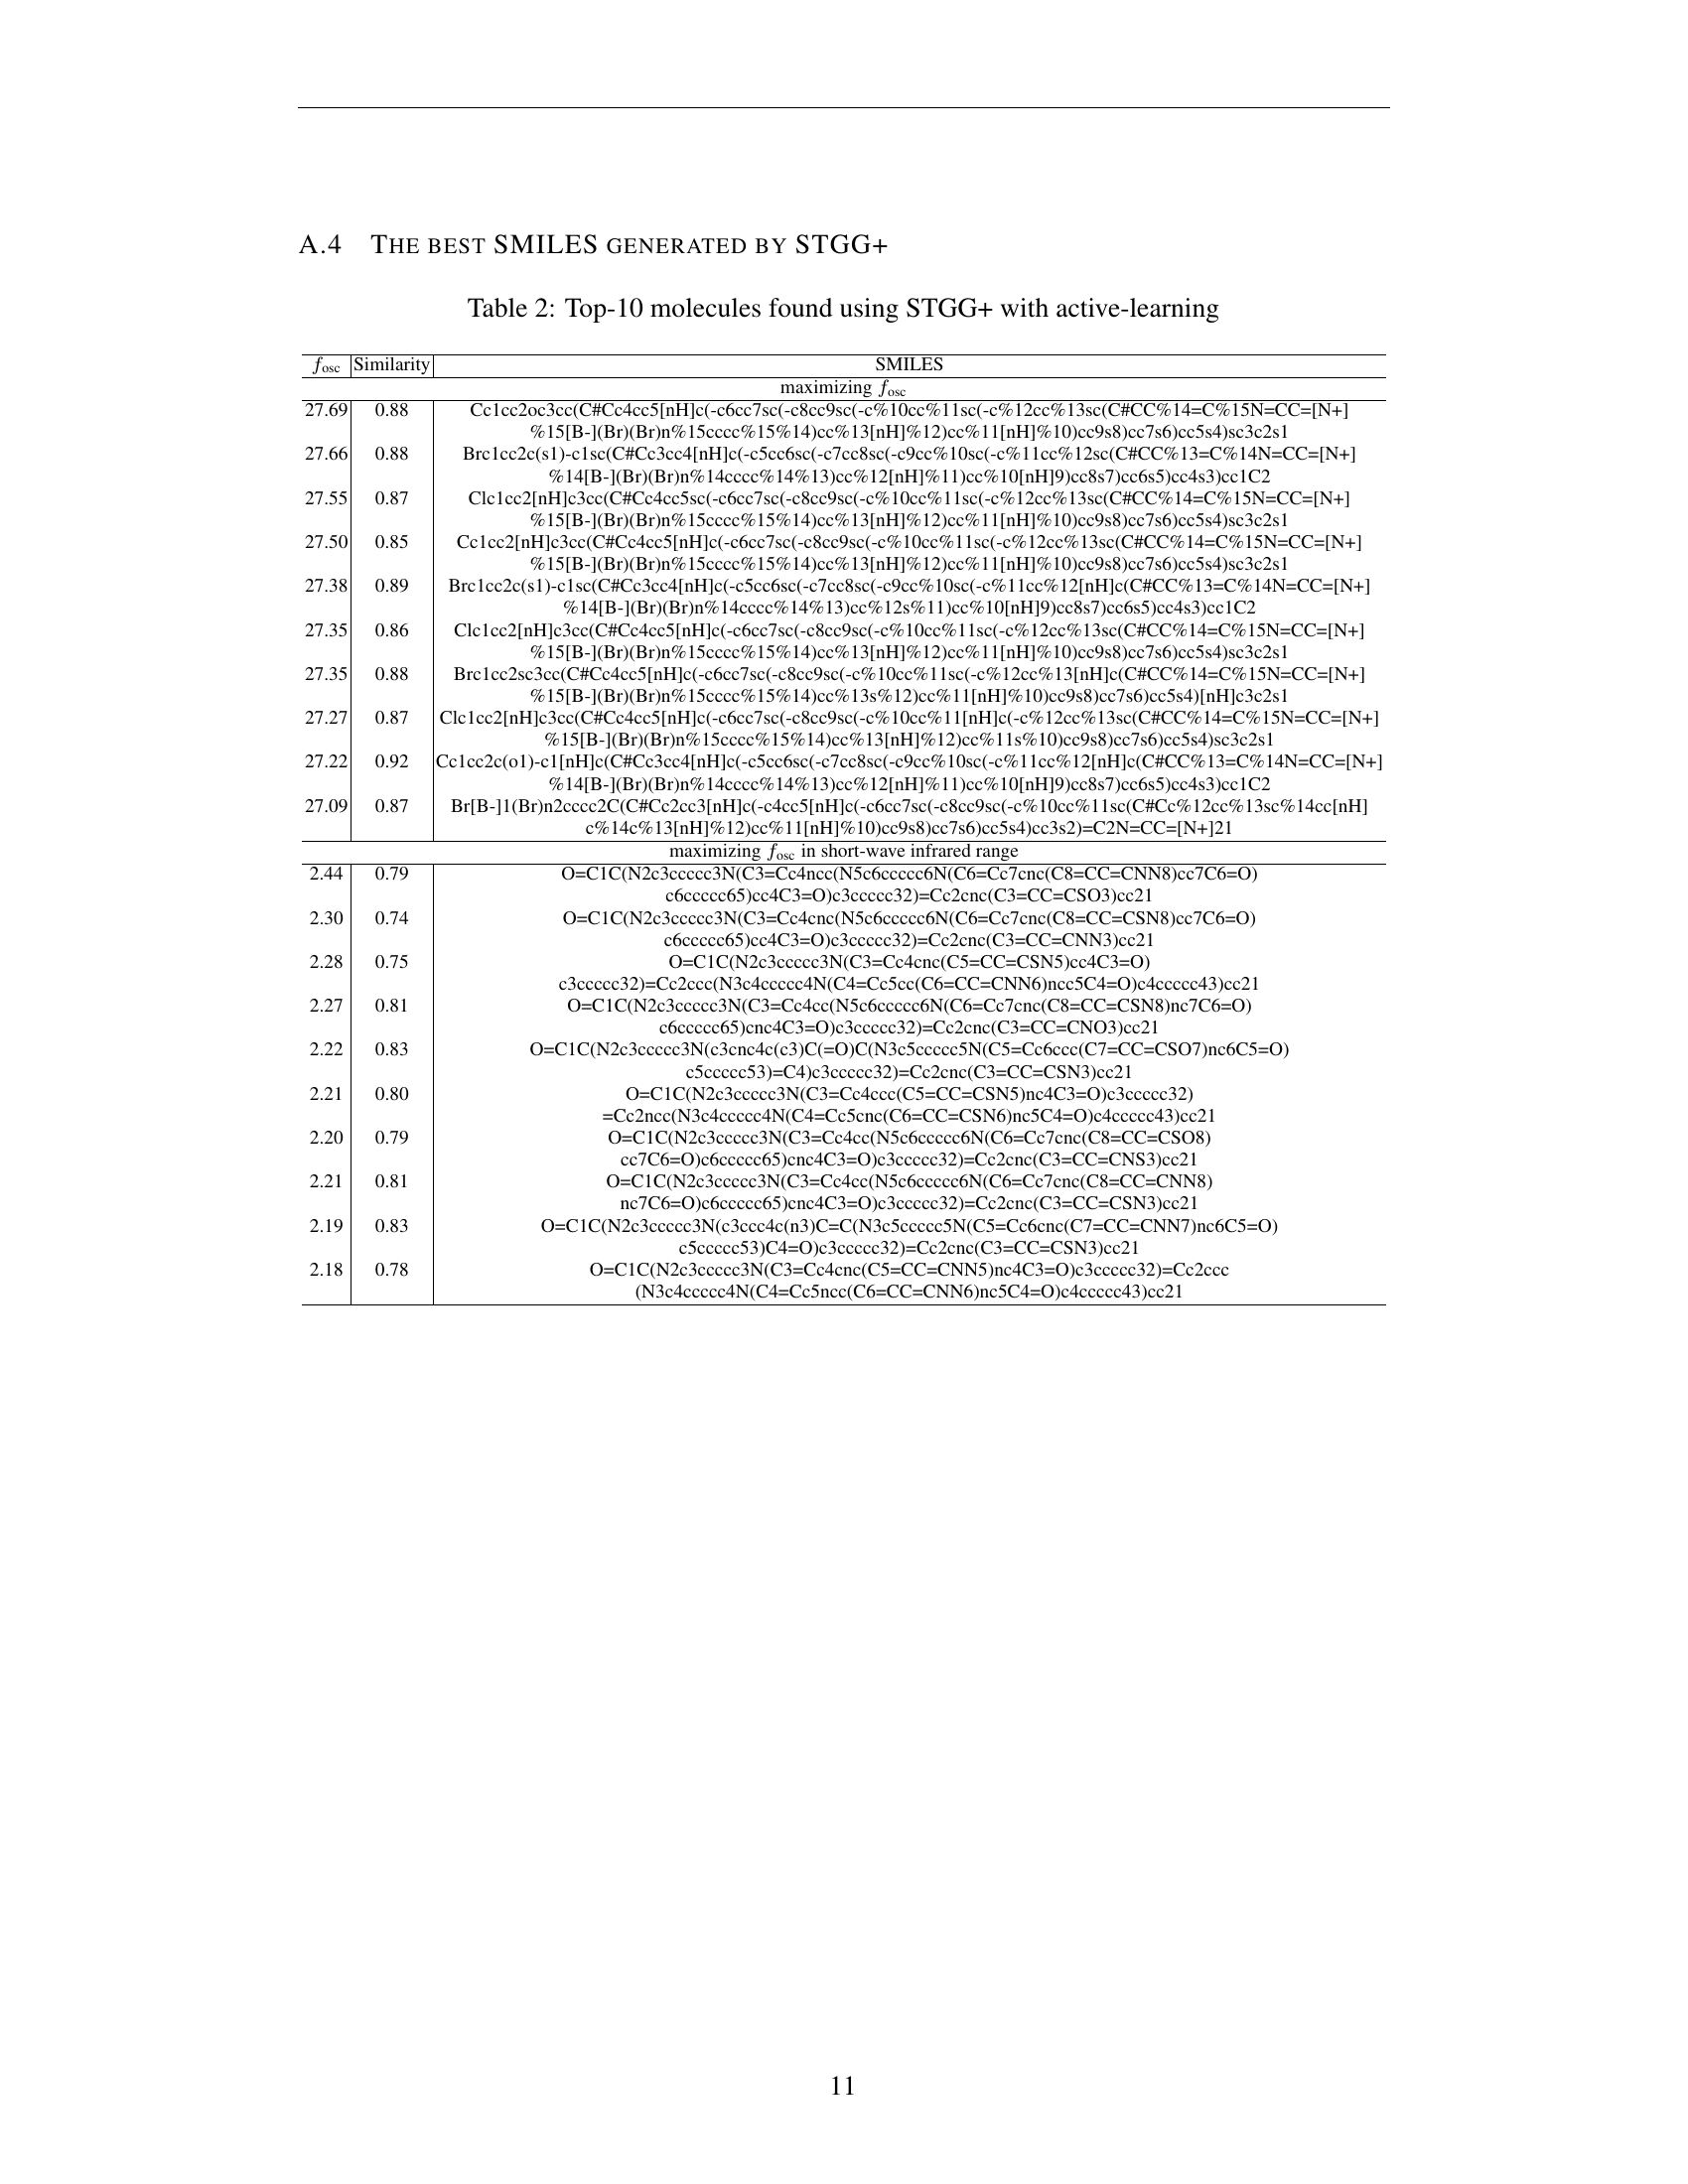 A.4 THE BEST SMILES GENERATED BY STGG+
Table 2: Top-10 molecules found using STGG+ with active-learning
fosc Similarity SMILES
maximizing fosc
27.69 0.88 Cc1cc2oc3cc(C#Cc4cc5[nH]c(-c6cc7sc(-c8cc9sc(-c%10cc%11sc(-c%12cc%13sc(C#CC%14=C%15N=CC=[N+]
%15[B-](Br)(Br)n%15cccc%15%14)cc%13[nH]%12)cc%11[nH]%10)cc9s8)cc7s6)cc5s4)sc3c2s1
27.66 0.88 Brc1cc2c(s1)-c1sc(C#Cc3cc4[nH]c(-c5cc6sc(-c7cc8sc(-c9cc%10sc(-c%11cc%12sc(C#CC%13=C%14N=CC=[N+]
%14[B-](Br)(Br)n%14cccc%14%13)cc%12[nH]%11)cc%10[nH]9)cc8s7)cc6s5)cc4s3)cc1C2
27.55 0.87 Clc1cc2[nH]c3cc(C#Cc4cc5sc(-c6cc7sc(-c8cc9sc(-c%10cc%11sc(-c%12cc%13sc(C#CC%14=C%15N=CC=[N+]
%15[B-](Br)(Br)n%15cccc%15%14)cc%13[nH]%12)cc%11[nH]%10)cc9s8)cc7s6)cc5s4)sc3c2s1
27.50 0.85 Cc1cc2[nH]c3cc(C#Cc4cc5[nH]c(-c6cc7sc(-c8cc9sc(-c%10cc%11sc(-c%12cc%13sc(C#CC%14=C%15N=CC=[N+]
%15[B-](Br)(Br)n%15cccc%15%14)cc%13[nH]%12)cc%11[nH]%10)cc9s8)cc7s6)cc5s4)sc3c2s1
27.38 0.89 Brc1cc2c(s1)-c1sc(C#Cc3cc4[nH]c(-c5cc6sc(-c7cc8sc(-c9cc%10sc(-c%11cc%12[nH]c(C#CC%13=C%14N=CC=[N+]
%14[B-](Br)(Br)n%14cccc%14%13)cc%12s%11)cc%10[nH]9)cc8s7)cc6s5)cc4s3)cc1C2
27.35 0.86 Clc1cc2[nH]c3cc(C#Cc4cc5[nH]c(-c6cc7sc(-c8cc9sc(-c%10cc%11sc(-c%12cc%13sc(C#CC%14=C%15N=CC=[N+]
%15[B-](Br)(Br)n%15cccc%15%14)cc%13[nH]%12)cc%11[nH]%10)cc9s8)cc7s6)cc5s4)sc3c2s1
27.35 0.88 Brc1cc2sc3cc(C#Cc4cc5[nH]c(-c6cc7sc(-c8cc9sc(-c%10cc%11sc(-c%12cc%13[nH]c(C#CC%14=C%15N=CC=[N+]
%15[B-](Br)(Br)n%15cccc%15%14)cc%13s%12)cc%11[nH]%10)cc9s8)cc7s6)cc5s4)[nH]c3c2s1
27.27 0.87 Clc1cc2[nH]c3cc(C#Cc4cc5[nH]c(-c6cc7sc(-c8cc9sc(-c%10cc%11[nH]c(-c%12cc%13sc(C#CC%14=C%15N=CC=[N+]
%15[B-](Br)(Br)n%15cccc%15%14)cc%13[nH]%12)cc%11s%10)cc9s8)cc7s6)cc5s4)sc3c2s1
27.22 0.92 Cc1cc2c(o1)-c1[nH]c(C#Cc3cc4[nH]c(-c5cc6sc(-c7cc8sc(-c9cc%10sc(-c%11cc%12[nH]c(C#CC%13=C%14N=CC=[N+]
%14[B-](Br)(Br)n%14cccc%14%13)cc%12[nH]%11)cc%10[nH]9)cc8s7)cc6s5)cc4s3)cc1C2
27.09 0.87 Br[B-]1(Br)n2cccc2C(C#Cc2cc3[nH]c(-c4cc5[nH]c(-c6cc7sc(-c8cc9sc(-c%10cc%11sc(C#Cc%12cc%13sc%14cc[nH]
c%14c%13[nH]%12)cc%11[nH]%10)cc9s8)cc7s6)cc5s4)cc3s2)=C2N=CC=[N+]21
maximizing fosc in short-wave infrared range
2.44 0.79 O=C1C(N2c3ccccc3N(C3=Cc4ncc(N5c6ccccc6N(C6=Cc7cnc(C8=CC=CNN8)cc7C6=O)
c6ccccc65)cc4C3=O)c3ccccc32)=Cc2cnc(C3=CC=CSO3)cc21
2.30 0.74 O=C1C(N2c3ccccc3N(C3=Cc4cnc(N5c6ccccc6N(C6=Cc7cnc(C8=CC=CSN8)cc7C6=O)
c6ccccc65)cc4C3=O)c3ccccc32)=Cc2cnc(C3=CC=CNN3)cc21
2.28 0.75 O=C1C(N2c3ccccc3N(C3=Cc4cnc(C5=CC=CSN5)cc4C3=O)
c3ccccc32)=Cc2ccc(N3c4ccccc4N(C4=Cc5cc(C6=CC=CNN6)ncc5C4=O)c4ccccc43)cc21
2.27 0.81 O=C1C(N2c3ccccc3N(C3=Cc4cc(N5c6ccccc6N(C6=Cc7cnc(C8=CC=CSN8)nc7C6=O)
c6ccccc65)cnc4C3=O)c3ccccc32)=Cc2cnc(C3=CC=CNO3)cc21
2.22 0.83 O=C1C(N2c3ccccc3N(c3cnc4c(c3)C(=O)C(N3c5ccccc5N(C5=Cc6ccc(C7=CC=CSO7)nc6C5=O)
c5ccccc53)=C4)c3ccccc32)=Cc2cnc(C3=CC=CSN3)cc21
2.21 0.80 O=C1C(N2c3ccccc3N(C3=Cc4ccc(C5=CC=CSN5)nc4C3=O)c3ccccc32)
=Cc2ncc(N3c4ccccc4N(C4=Cc5cnc(C6=CC=CSN6)nc5C4=O)c4ccccc43)cc21
2.20 0.79 O=C1C(N2c3ccccc3N(C3=Cc4cc(N5c6ccccc6N(C6=Cc7cnc(C8=CC=CSO8)
cc7C6=O)c6ccccc65)cnc4C3=O)c3ccccc32)=Cc2cnc(C3=CC=CNS3)cc21
2.21 0.81 O=C1C(N2c3ccccc3N(C3=Cc4cc(N5c6ccccc6N(C6=Cc7cnc(C8=CC=CNN8)
nc7C6=O)c6ccccc65)cnc4C3=O)c3ccccc32)=Cc2cnc(C3=CC=CSN3)cc21
2.19 0.83 O=C1C(N2c3ccccc3N(c3ccc4c(n3)C=C(N3c5ccccc5N(C5=Cc6cnc(C7=CC=CNN7)nc6C5=O)
c5ccccc53)C4=O)c3ccccc32)=Cc2cnc(C3=CC=CSN3)cc21
2.18 0.78 O=C1C(N2c3ccccc3N(C3=Cc4cnc(C5=CC=CNN5)nc4C3=O)c3ccccc32)=Cc2ccc
(N3c4ccccc4N(C4=Cc5ncc(C6=CC=CNN6)nc5C4=O)c4ccccc43)cc21
11